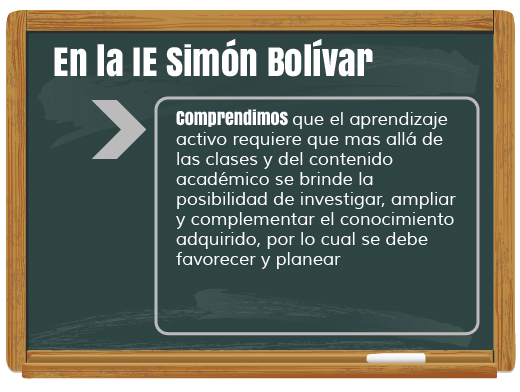 En la IE Simón Bolívar
Comprendimos que el aprendizaje
activo requiere que mas allá de
las clases y del contenido
académico se brinde la
posibilidad de investigar, ampliar
y complementar el conocimiento
adquirido, por lo cual se debe
favorecer y planear